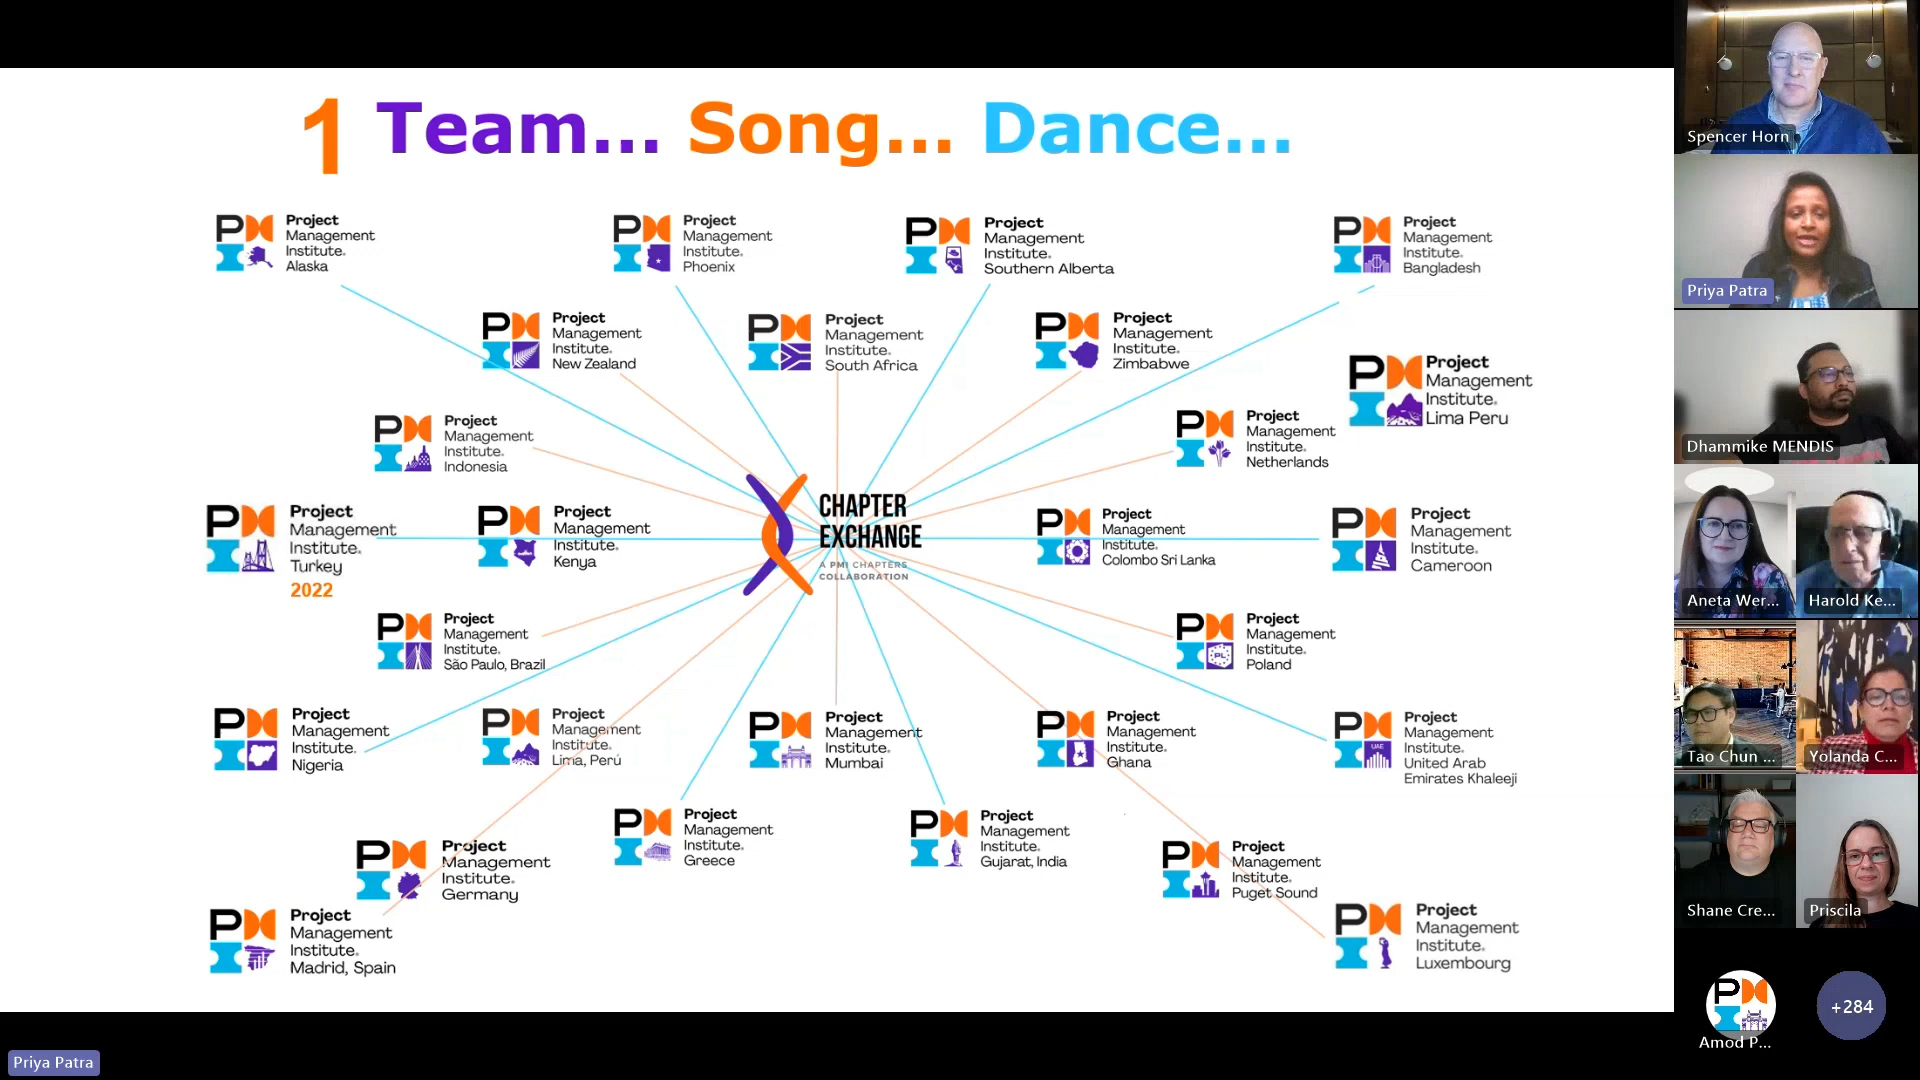 1 Team... Song... Dance...
Project
Management
Institute.
Alaska
Project
Management
Institute.
Phoenix
Project
Management
Institute.
Southern Alberta
Project
Management
Institute.
Bangladesh
Project
Management
Institute.
New Zealand
Project
Management
Institute.
South Africa
Project
Management
Institute.
Zimbabwe
Project
Management
Institute.
Lima Peru
Project
Management
Institute.
Indonesia
Project
Management
Institute.
Netherlands
Project
Management
Institute.
Turkey
2022
Project
Management
Institute.
Kenya
CHAPTER
EXCHANGE
A PMI CHAPTERS
COLLABORATION
Project
Management
Institute.
Colombo Sri Lanka
Project
Management
Institute.
Cameroon
Project
Management
Institute.
São Paulo, Brazil
PL
Project
Management
Institute.
Poland
Project
Management
Institute.
Nigeria
Project
Management
Institute.
Lima, Perú
Project
Management
Institute.
Mumbai
Project
Management
Institute.
Ghana
UAE
Project
Management
Institute.
United Arab
Emirates Khaleeji
Project
Management
Institute.
Germany
Project
Management
Institute.
Greece
Project
Management
Institute.
Gujarat, India
Project
Management
Institute.
Puget Sound
Project
Management
Institute.
Madrid, Spain
Project
Management
Institute.
Luxembourg
Spencer Horn
Priya Patra
Dhammike MENDIS
Aneta Wer...
Harold Ke...
Tao Chun ...
Yolanda C...
Shane Cre...
Priscila
Amod P...
+284
Priya Patra